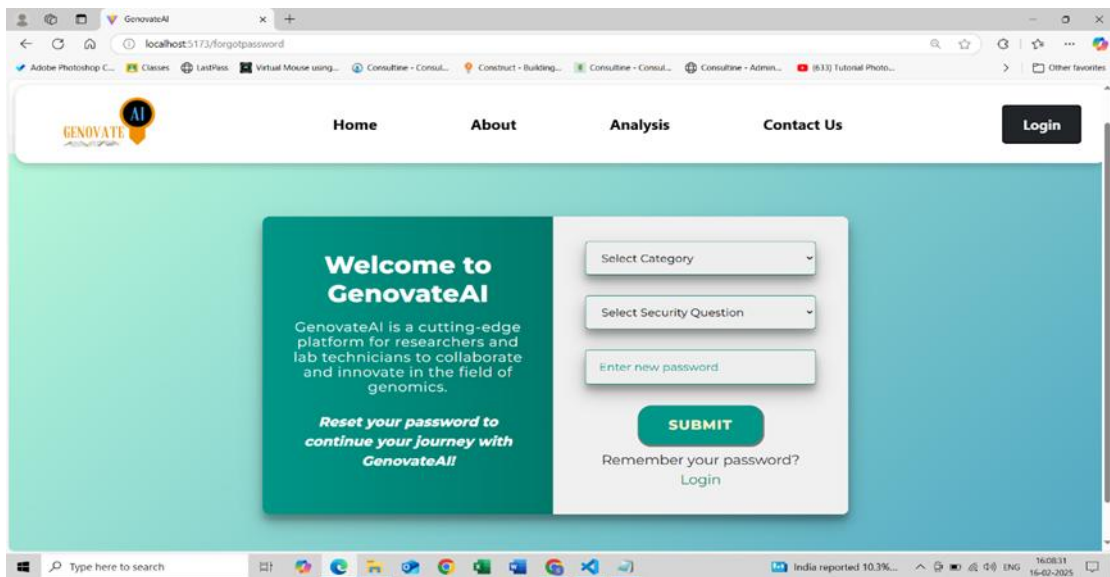 GenovateAI
localhost:5173/forgotpassword
Adobe Photoshop C... Classes LastPass Virtual Mouse using... Consultine - Consul... Construct - Building... Consultine - Consul... Consultine - Admin... (633) Tutorial Photo... Other favorites
GENOVATE AI
Home About Analysis Contact Us Login
Welcome to
GenovateAI
GenovateAI is a cutting-edge
platform for researchers and
lab technicians to collaborate
and innovate in the field of
genomics.
Reset your password to
continue your journey with
GenovateAI!
Select Category
Select Security Question
Enter new password
SUBMIT
Remember your password?
Login
Type here to search
India reported 10.3%...
ENG
16:08:31
16-02-2025